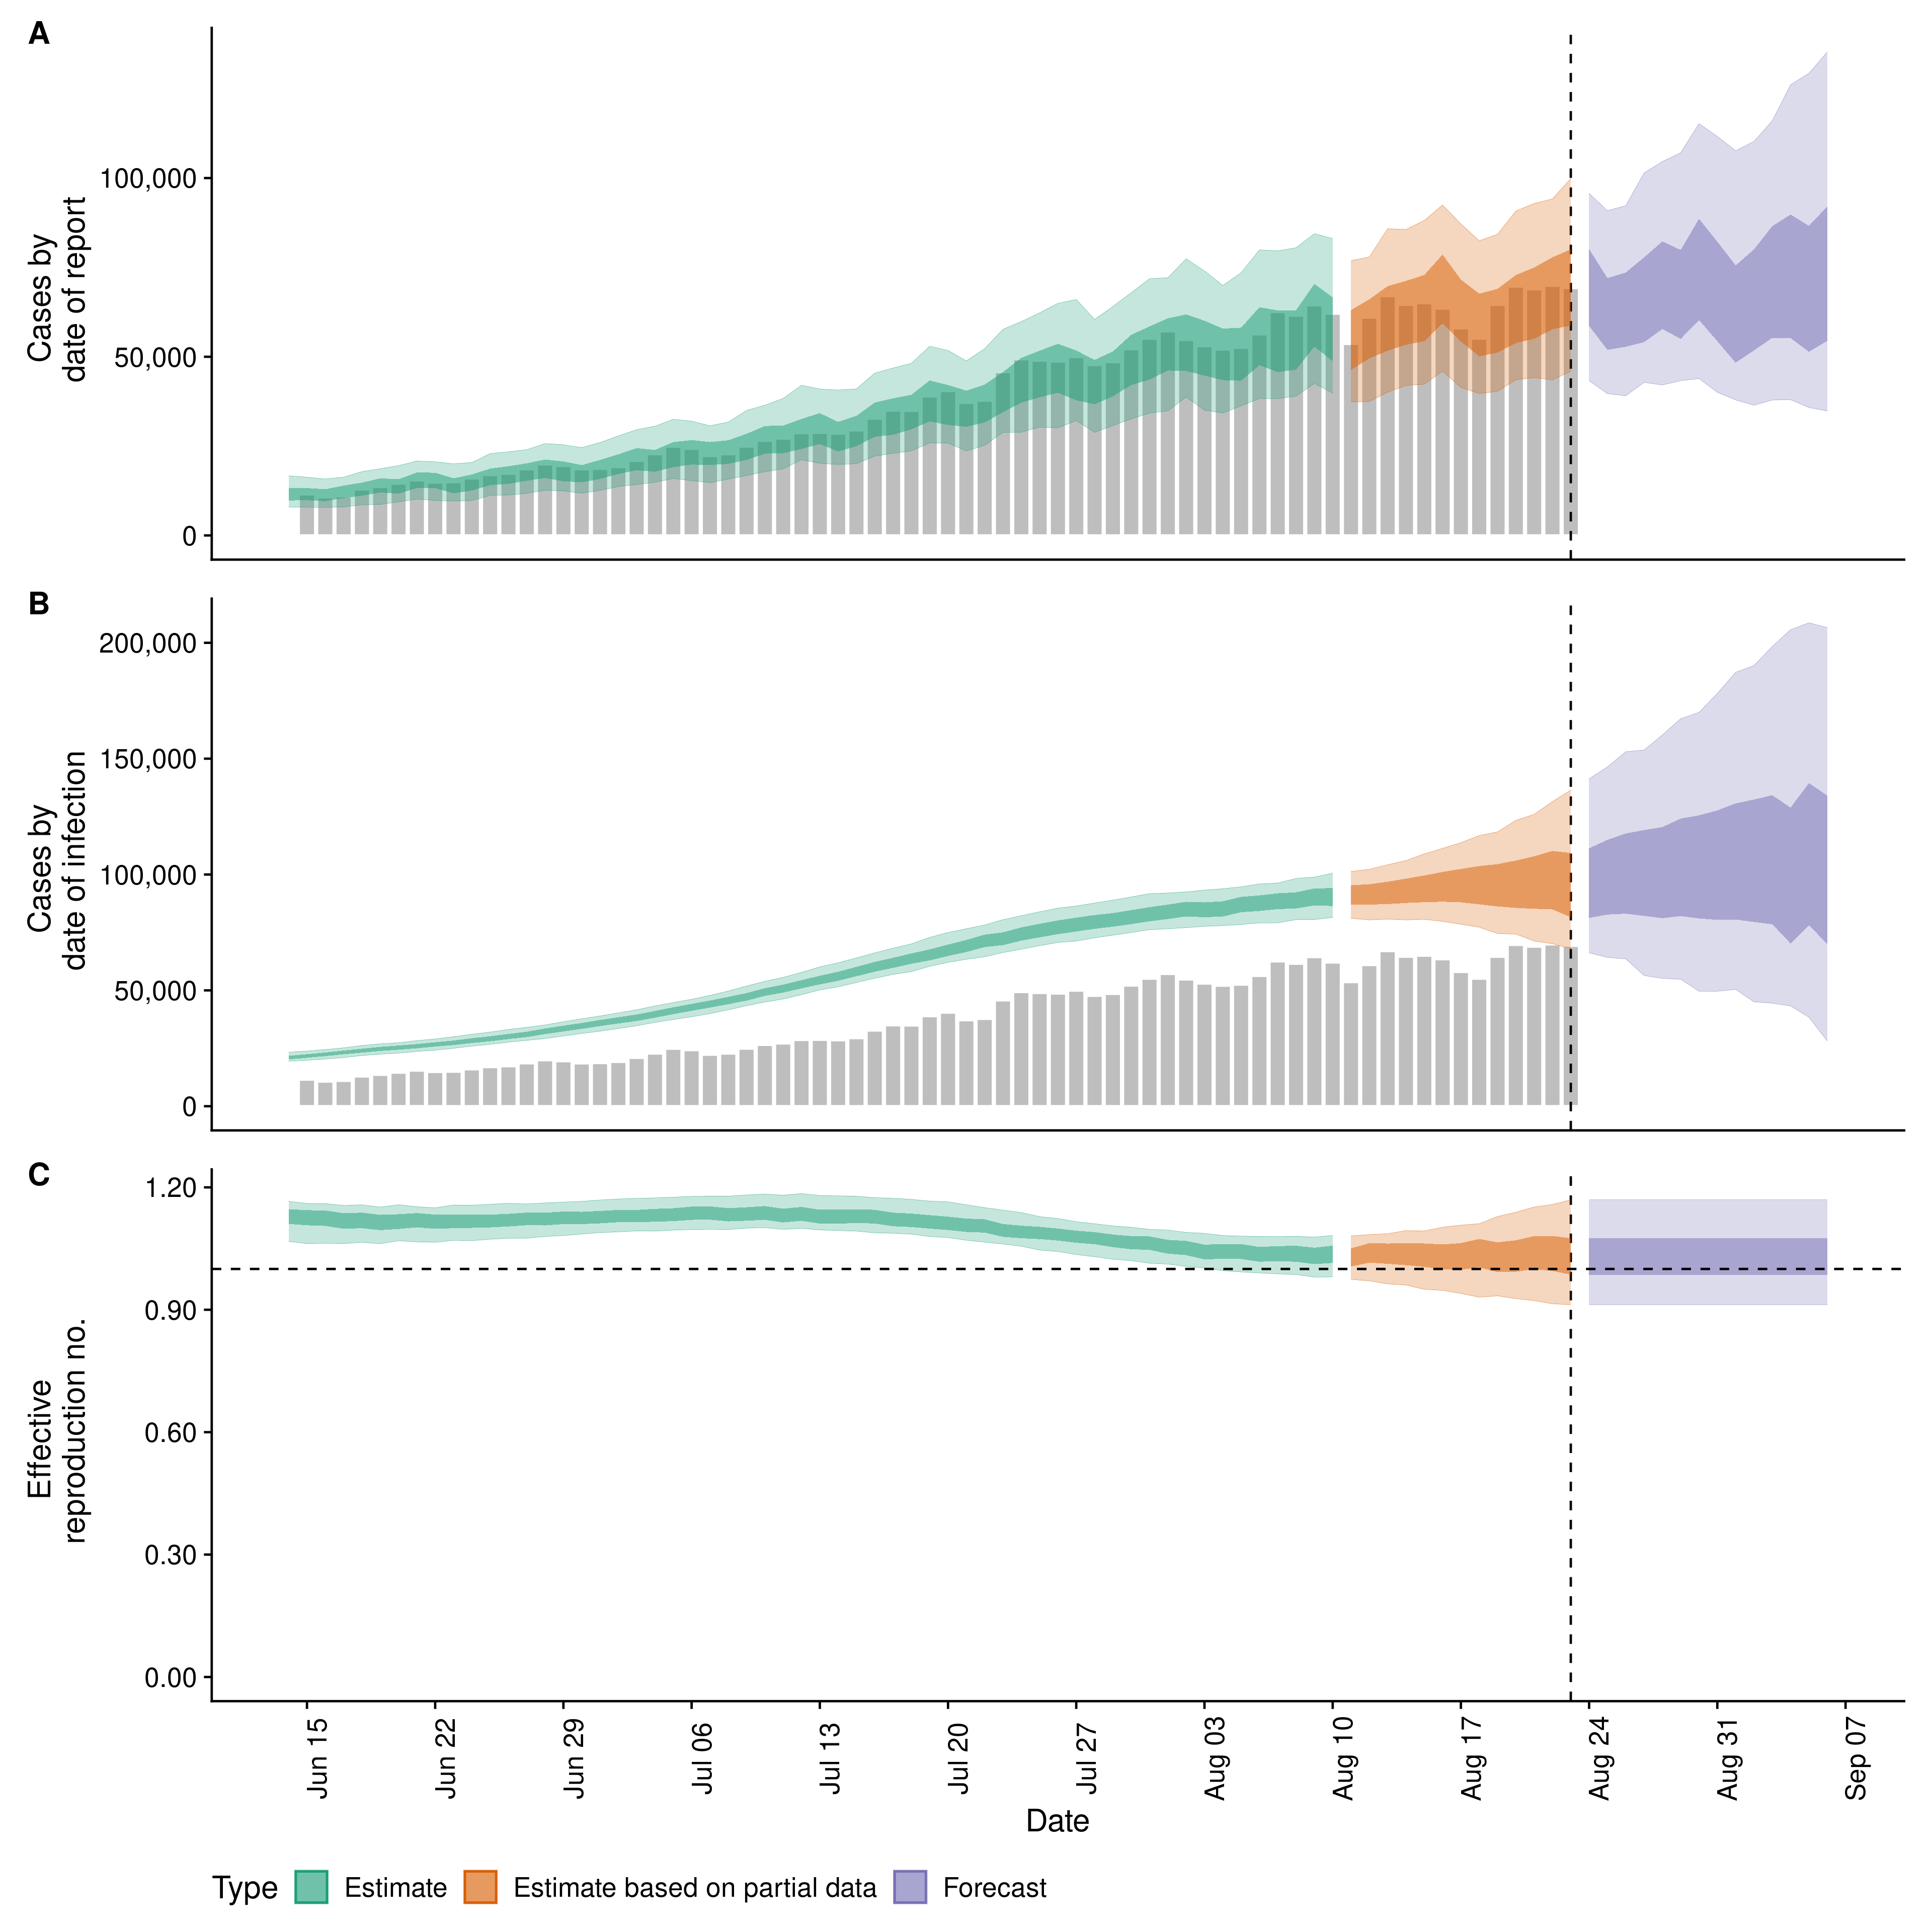 A
Cases by
date of report
100,000
50,000
0
B
Cases by
date of infection
200,000
150,000
100,000
50,000
0
C
Effective
reproduction no.
1.20
0.90
0.60
0.30
0.00
Jun 15
Jun 22
Jun 29
Jul 06
Jul 13
Jul 20
Jul 27
Aug 03
Aug 10
Aug 17
Aug 24
Aug 31
Sep 07
Date
Type Estimate Estimate based on partial data Forecast